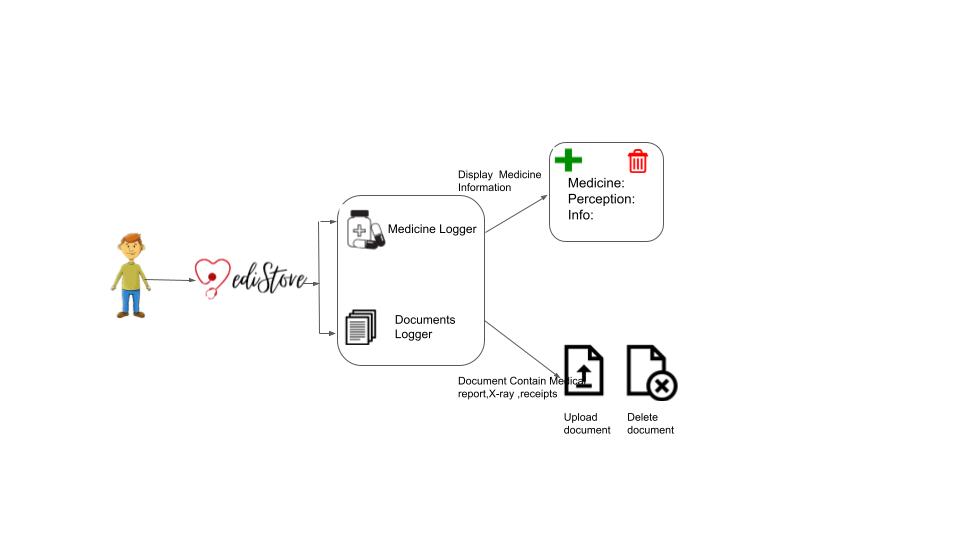 Display Medicine
Information
Medicine:
Perception:
Info:
Medicine Logger
ediStove
Documents
Logger
Document Contain Medical
report,X-ray ,receipts
Upload
document
Delete
document